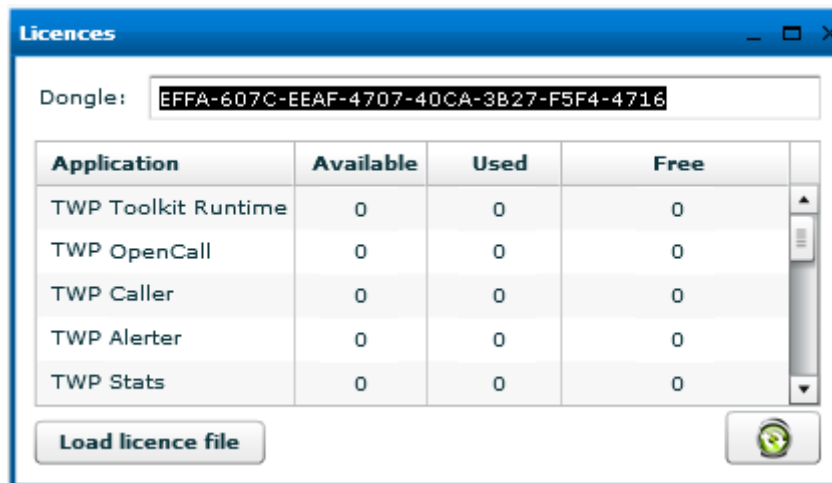 Licences
Dongle: EFFA-607C-EEAF-4707-40CA-3B27-F5F4-4716
Application Available Used Free
TWP Toolkit Runtime 0 0 0
TWP OpenCall 0 0 0
TWP Caller 0 0 0
TWP Alerter 0 0 0
TWP Stats 0 0 0
Load licence file